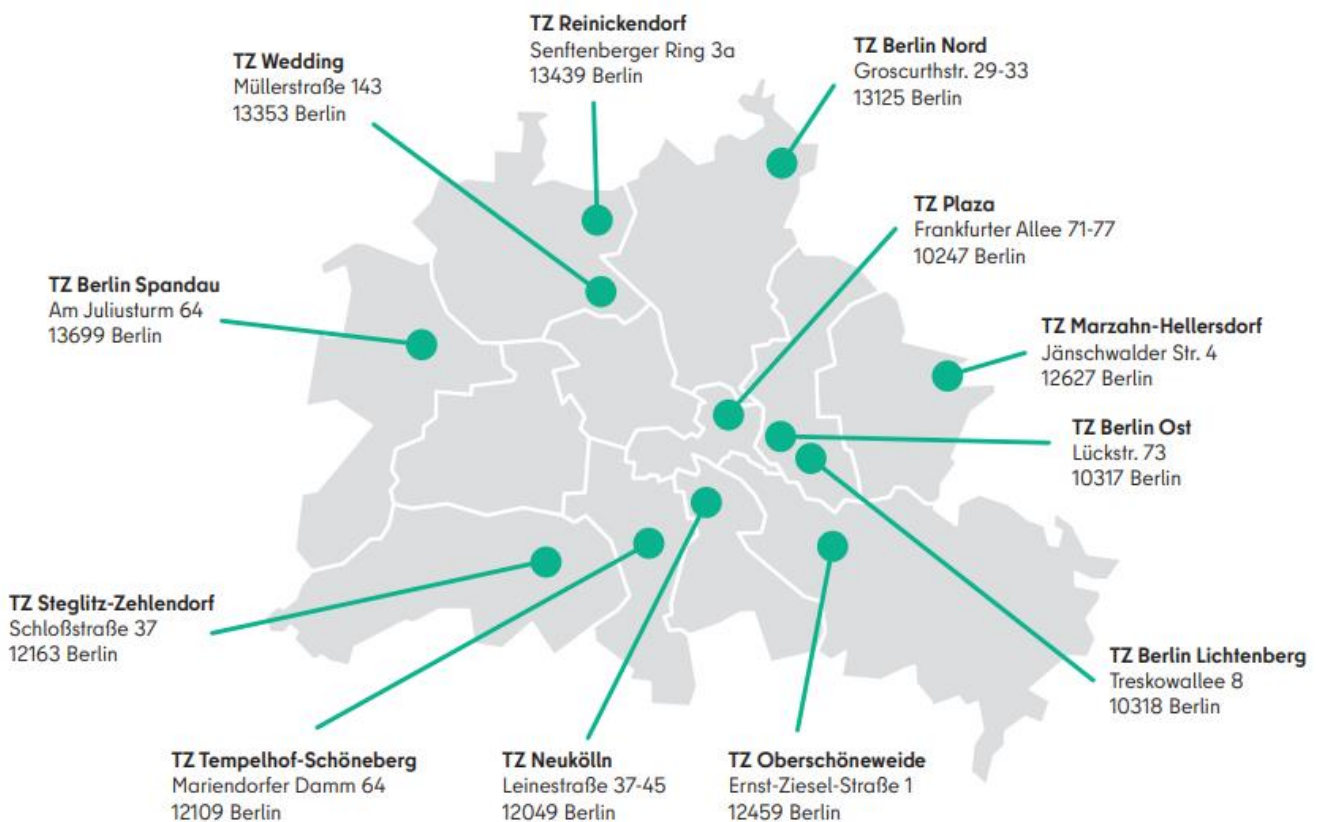 TZ Reinickendorf
Senftenberger Ring 3a
13439 Berlin
TZ Berlin Nord
Groscurthstr. 29-33
13125 Berlin
TZ Wedding
Müllerstraße 143
13353 Berlin
TZ Plaza
Frankfurter Allee 71-77
10247 Berlin
TZ Berlin Spandau
Am Juliusturm 64
13699 Berlin
TZ Marzahn-Hellersdorf
Jänschwalder Str. 4
12627 Berlin
TZ Berlin Ost
Lückstr. 73
10317 Berlin
TZ Steglitz-Zehlendorf
Schloßstraße 37
12163 Berlin
TZ Berlin Lichtenberg
Treskowallee 8
10318 Berlin
TZ Tempelhof-Schöneberg
Mariendorfer Damm 64
12109 Berlin
TZ Neukölln
Leinestraße 37-45
12049 Berlin
TZ Oberschöneweide
Ernst-Ziesel-Straße 1
12459 Berlin